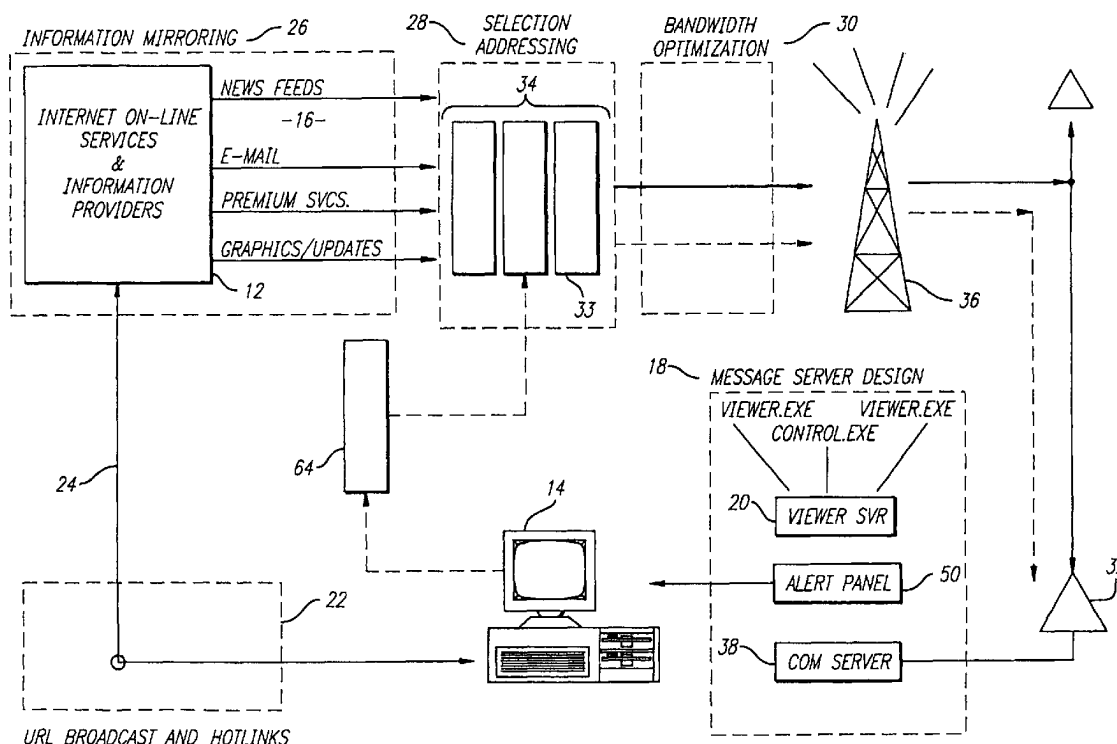 INFORMATION MIRRORING
26
28
SELECTION
ADDRESSING
BANDWIDTH
OPTIMIZATION
30
INTERNET ON-LINE
SERVICES
&
INFORMATION
PROVIDERS
NEWS FEEDS
-16-
E-MAIL
PREMIUM SVCS.
GRAPHICS/UPDATES
12
34
33
36
64
24
14
18
MESSAGE SERVER DESIGN
VIEWER.EXE
VIEWER.EXE
CONTROL.EXE
20
VIEWER SVR
ALERT PANEL
50
38
COM SERVER
22
URL BROADCAST AND HOTLINKS